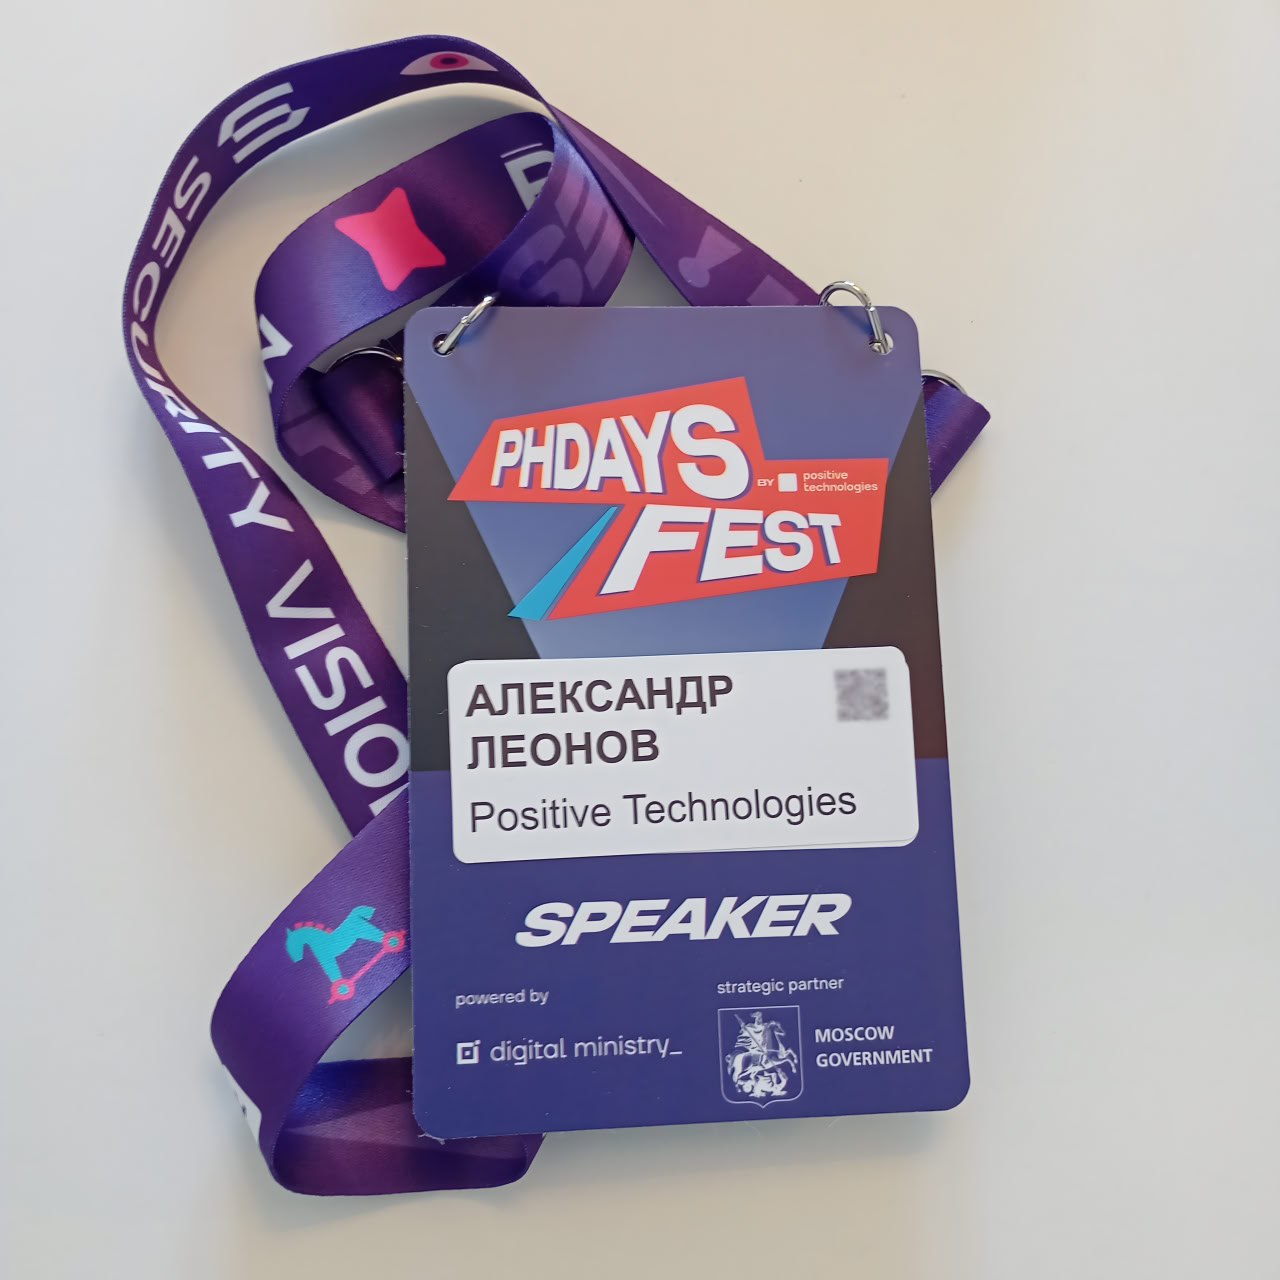 SECURITY VISION
PHDAYS
FEST
BY positive
technologies
АЛЕКСАНДР
ЛЕОНОВ
Positive Technologies
SPEAKER
powered by
digital ministry_
strategic partner
MOSCOW
GOVERNMENT